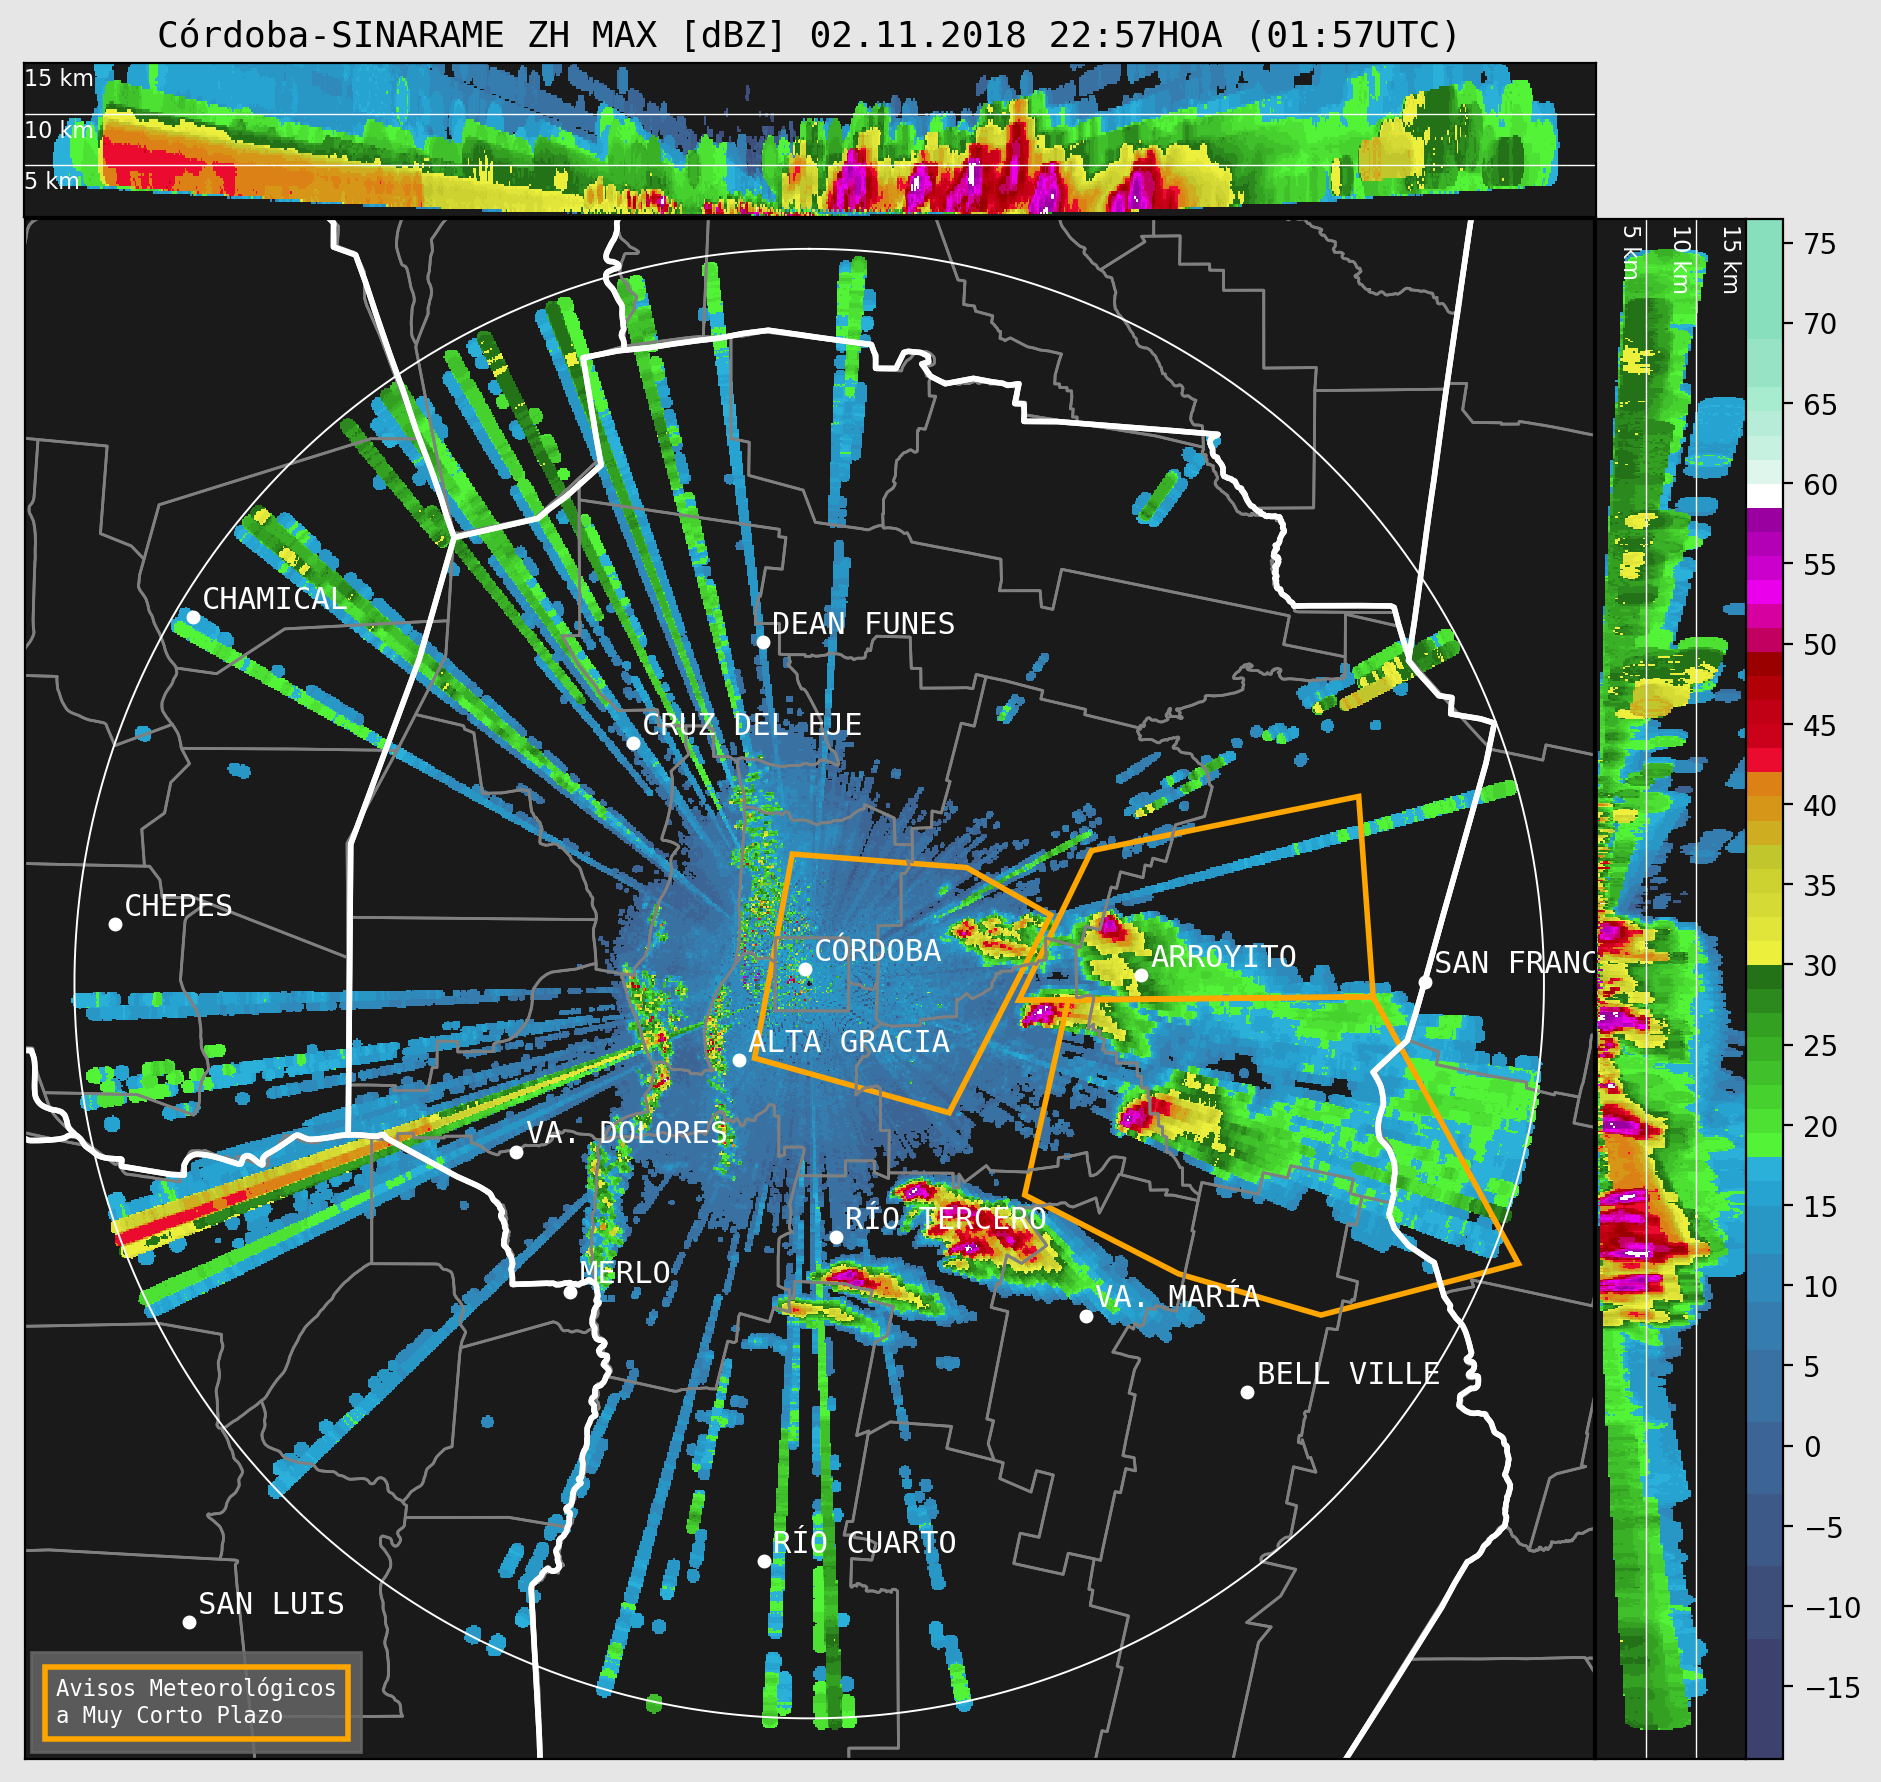 Córdoba-SINARAME ZH MAX [dBZ] 02.11.2018 22:57HOA (01:57UTC)
15 km
10 km
5 km
5 km
10 km
15 km
75
70
65
60
55
50
45
40
35
30
25
20
15
10
5
0
−5
−10
−15
CHAMICAL
DEAN FUNES
CRUZ DEL EJE
CHEPES
CÓRDOBA
ARROYITO
SAN FRANC
ALTA GRACIA
VA. DOLORES
RÍO TERCERO
MERLO
VA. MARÍA
BELL VILLE
RÍO CUARTO
SAN LUIS
Avisos Meteorológicos
a Muy Corto Plazo